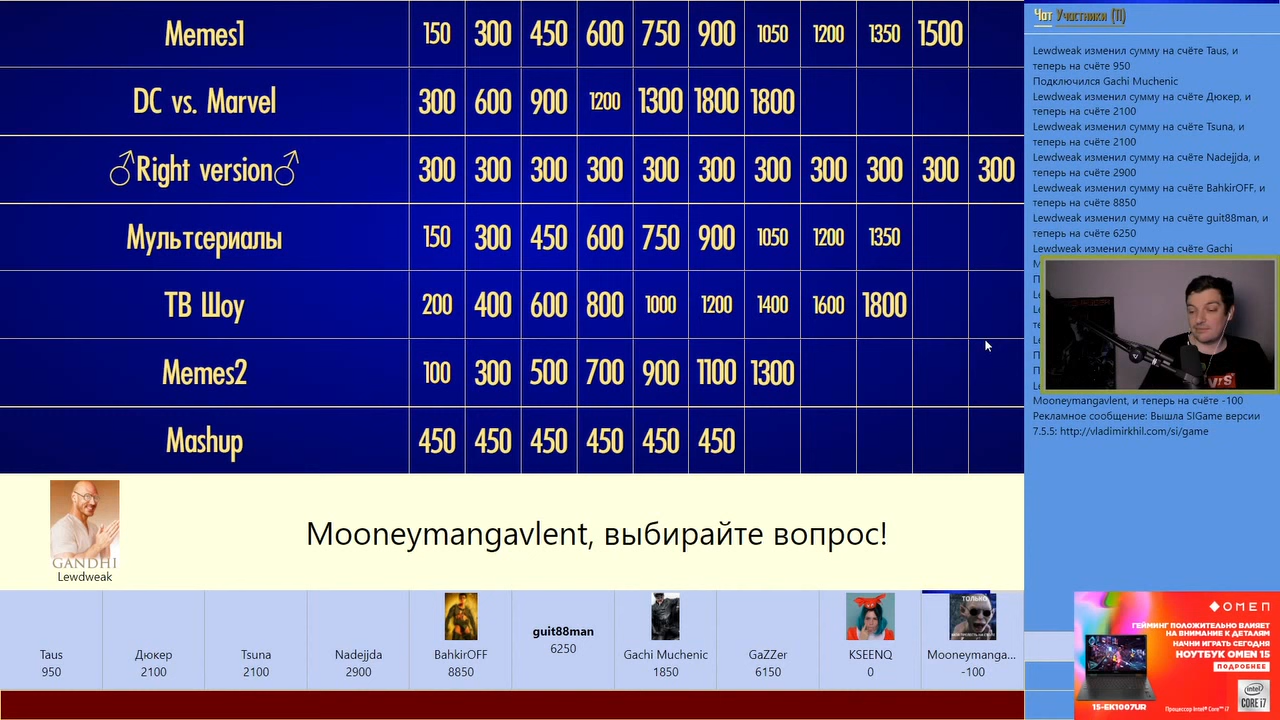 Memes1 150 300 450 600 750 900 1050 1200 1350 1500
DC vs. Marvel 300 600 900 1200 1300 1800 1800
♂Right version♂ 300 300 300 300 300 300 300 300 300 300 300
Мультсериалы 150 300 450 600 750 900 1050 1200 1350
ТВ Шоу 200 400 600 800 1000 1200 1400 1600 1800
Memes2 100 300 500 700 900 1100 1300
Mashup 450 450 450 450 450 450
GANDHI
Lewdweak
Mooneymangavlent, выбирайте вопрос!
Taus
950
Дюкер
2100
Tsuna
2100
Nadejjda
2900
BahkirOFF
8850
guit88man
6250
Gachi Muchenic
1850
GaZZer
6150
KSEENQ
0
ТОЛЬКО
Mooneymanga...
-100
Чат Участники (11)
Lewdweak изменил сумму на счёте Taus, и
теперь на счёте 950
Подключился Gachi Muchenic
Lewdweak изменил сумму на счёте Дюкер, и
теперь на счёте 2100
Lewdweak изменил сумму на счёте Tsuna, и
теперь на счёте 2100
Lewdweak изменил сумму на счёте Nadejjda, и
теперь на счёте 2900
Lewdweak изменил сумму на счёте BahkirOFF, и
теперь на счёте 8850
Lewdweak изменил сумму на счёте guit88man, и
теперь на счёте 6250
Lewdweak изменил сумму на счёте Gachi
Mooneymangavlent, и теперь на счёте -100
Рекламное сообщение: Вышла SIGame версии
7.5.5: http://vladimirkhil.com/si/game
ОМЕП
ГЕЙМИНГ ПОЛОЖИТЕЛЬНО ВЛИЯЕТ
НА ВНИМАНИЕ К ДЕТАЛЯМ
НАЧНИ ИГРАТЬ СЕГОДНЯ
НОУТБУК OMEN 15
ПОДРОБНЕЕ
intel
CORE i7
15-EK1007UR
Процессор Intel® Core™ i7